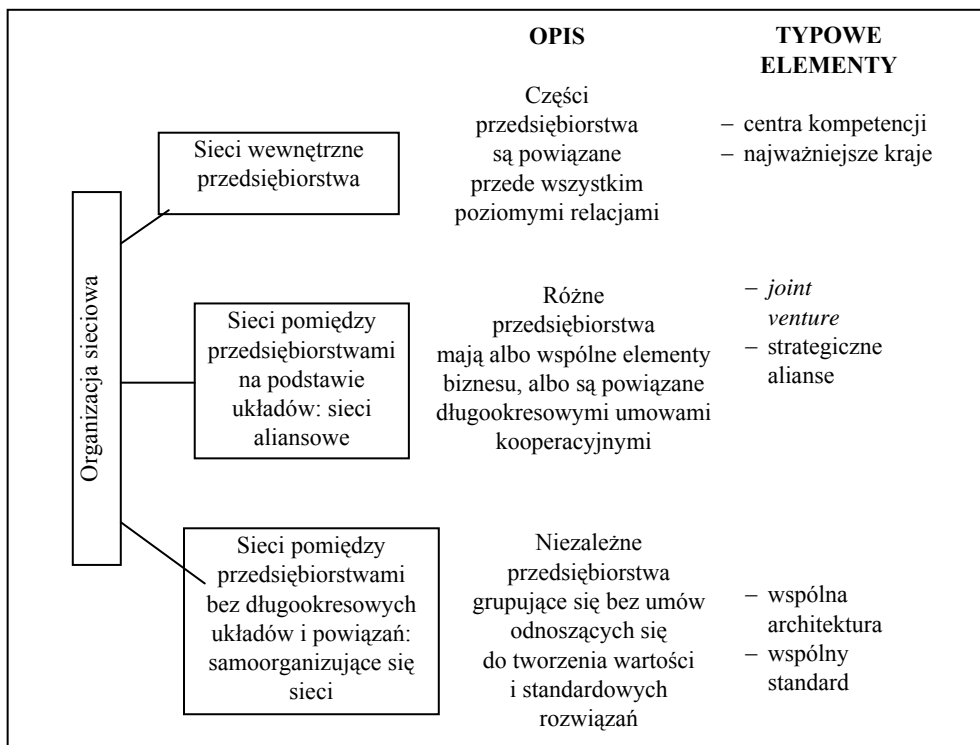 OPIS
TYPOWE
ELEMENTY
Sieci wewnętrzne
przedsiębiorstwa
Części
przedsiębiorstwa
są powiązane
przede wszystkim
poziomymi relacjami
– centra kompetencji
– najważniejsze kraje
Organizacja sieciowa
Sieci pomiędzy
przedsiębiorstwami
na podstawie
układów: sieci
aliansowe
Różne
przedsiębiorstwa
mają albo wspólne elementy
biznesu, albo są powiązane
długookresowymi umowami
kooperacyjnymi
– joint
venture
– strategiczne
alianse
Sieci pomiędzy
przedsiębiorstwami
bez długookresowych
układów i powiązań:
samoorganizujące się
sieci
Niezależne
przedsiębiorstwa
grupujące się bez umów
odnoszących się
do tworzenia wartości
i standardowych
rozwiązań
– wspólna
architektura
– wspólny
standard